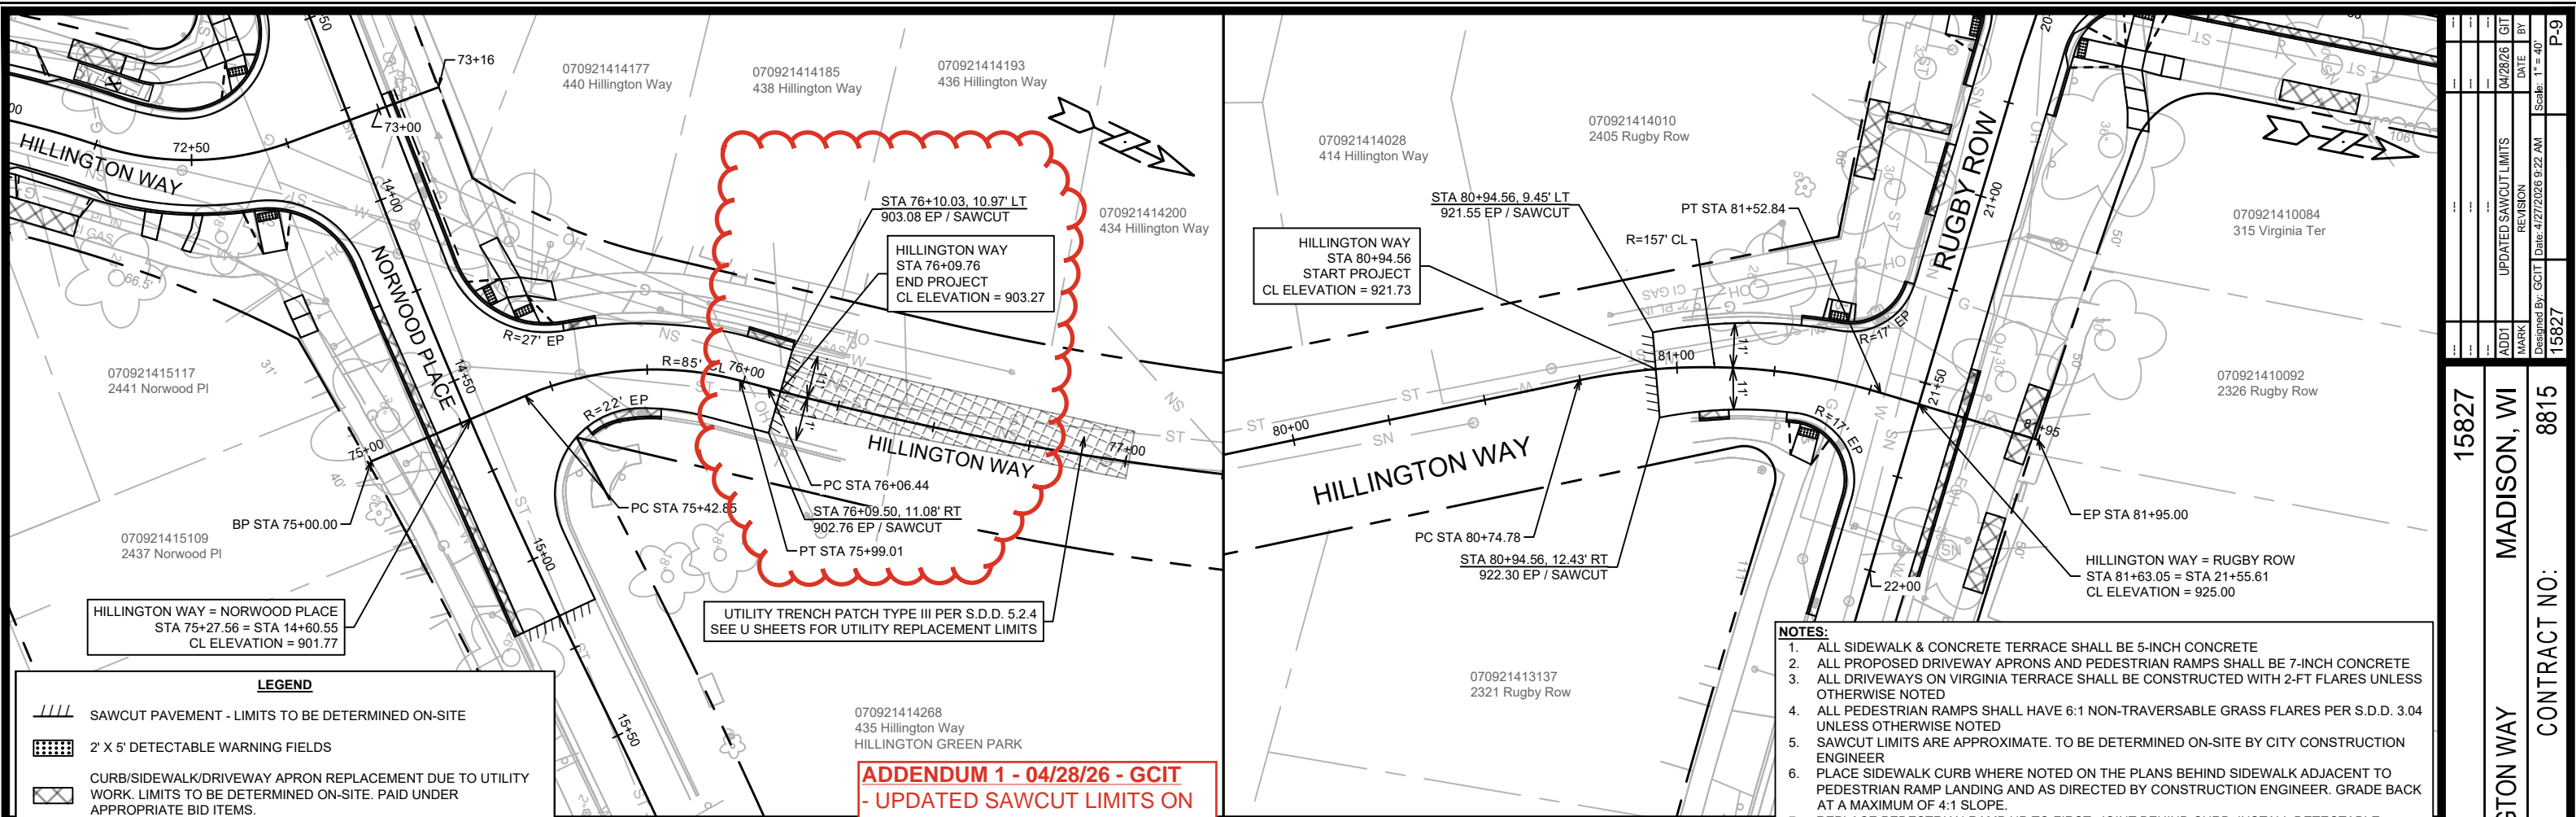 73+16
73+00
72+50
HILLINGTON WAY
14+00
NORWOOD PLACE
14+50
15+00
15+50
75+00
76+00
77+00
070921414177
440 Hillington Way
070921414185
438 Hillington Way
070921414193
436 Hillington Way
070921414200
434 Hillington Way
STA 76+10.03, 10.97' LT
903.08 EP / SAWCUT
HILLINGTON WAY
STA 76+09.76
END PROJECT
CL ELEVATION = 903.27
R=27' EP
R=85' CL
R=22' EP
11'
11'
HILLINGTON WAY
070921415117
2441 Norwood Pl
BP STA 75+00.00
PC STA 75+42.85
PC STA 76+06.44
STA 76+09.50, 11.08' RT
902.76 EP / SAWCUT
PT STA 75+99.01
070921415109
2437 Norwood Pl
HILLINGTON WAY = NORWOOD PLACE
STA 75+27.56 = STA 14+60.55
CL ELEVATION = 901.77
UTILITY TRENCH PATCH TYPE III PER S.D.D. 5.2.4
SEE U SHEETS FOR UTILITY REPLACEMENT LIMITS
LEGEND
SAWCUT PAVEMENT - LIMITS TO BE DETERMINED ON-SITE
2' X 5' DETECTABLE WARNING FIELDS
CURB/SIDEWALK/DRIVEWAY APRON REPLACEMENT DUE TO UTILITY
WORK. LIMITS TO BE DETERMINED ON-SITE. PAID UNDER
APPROPRIATE BID ITEMS.
070921414268
435 Hillington Way
HILLINGTON GREEN PARK
ADDENDUM 1 - 04/28/26 - GCIT
- UPDATED SAWCUT LIMITS ON
070921414028
414 Hillington Way
070921414010
2405 Rugby Row
STA 80+94.56, 9.45' LT
921.55 EP / SAWCUT
PT STA 81+52.84
R=157' CL
HILLINGTON WAY
STA 80+94.56
START PROJECT
CL ELEVATION = 921.73
RUGBY ROW
21+00
21+50
22+00
80+00
81+00
81+95
11'
11'
R=17' EP
R=17' EP
HILLINGTON WAY
070921410084
315 Virginia Ter
070921410092
2326 Rugby Row
PC STA 80+74.78
STA 80+94.56, 12.43' RT
922.30 EP / SAWCUT
EP STA 81+95.00
HILLINGTON WAY = RUGBY ROW
STA 81+63.05 = STA 21+55.61
CL ELEVATION = 925.00
070921413137
2321 Rugby Row
NOTES:
1. ALL SIDEWALK & CONCRETE TERRACE SHALL BE 5-INCH CONCRETE
2. ALL PROPOSED DRIVEWAY APRONS AND PEDESTRIAN RAMPS SHALL BE 7-INCH CONCRETE
3. ALL DRIVEWAYS ON VIRGINIA TERRACE SHALL BE CONSTRUCTED WITH 2-FT FLARES UNLESS
OTHERWISE NOTED
4. ALL PEDESTRIAN RAMPS SHALL HAVE 6:1 NON-TRAVERSABLE GRASS FLARES PER S.D.D. 3.04
UNLESS OTHERWISE NOTED
5. SAWCUT LIMITS ARE APPROXIMATE. TO BE DETERMINED ON-SITE BY CITY CONSTRUCTION
ENGINEER
6. PLACE SIDEWALK CURB WHERE NOTED ON THE PLANS BEHIND SIDEWALK ADJACENT TO
PEDESTRIAN RAMP LANDING AND AS DIRECTED BY CONSTRUCTION ENGINEER. GRADE BACK
AT A MAXIMUM OF 4:1 SLOPE.
ADD1 UPDATED SAWCUT LIMITS 04/28/26 GIT
MARK REVISION DATE BY
Designed By: GCIT Date: 4/27/2026 9:22 AM Scale: 1" = 40'
15827 P-9
15827
MADISON, WI
CONTRACT NO: 8815
GTON WAY